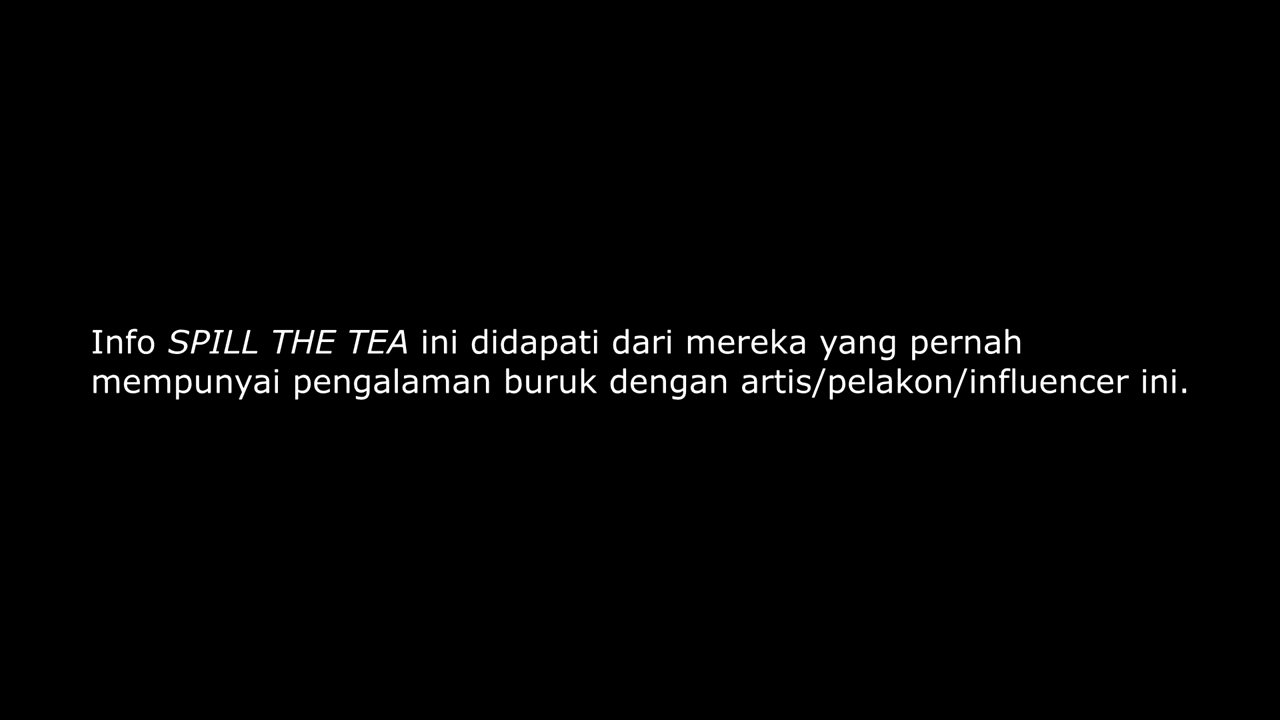 Info SPILL THE TEA ini didapati dari mereka yang pernah
mempunyai pengalaman buruk dengan artis/pelakon/influencer ini.